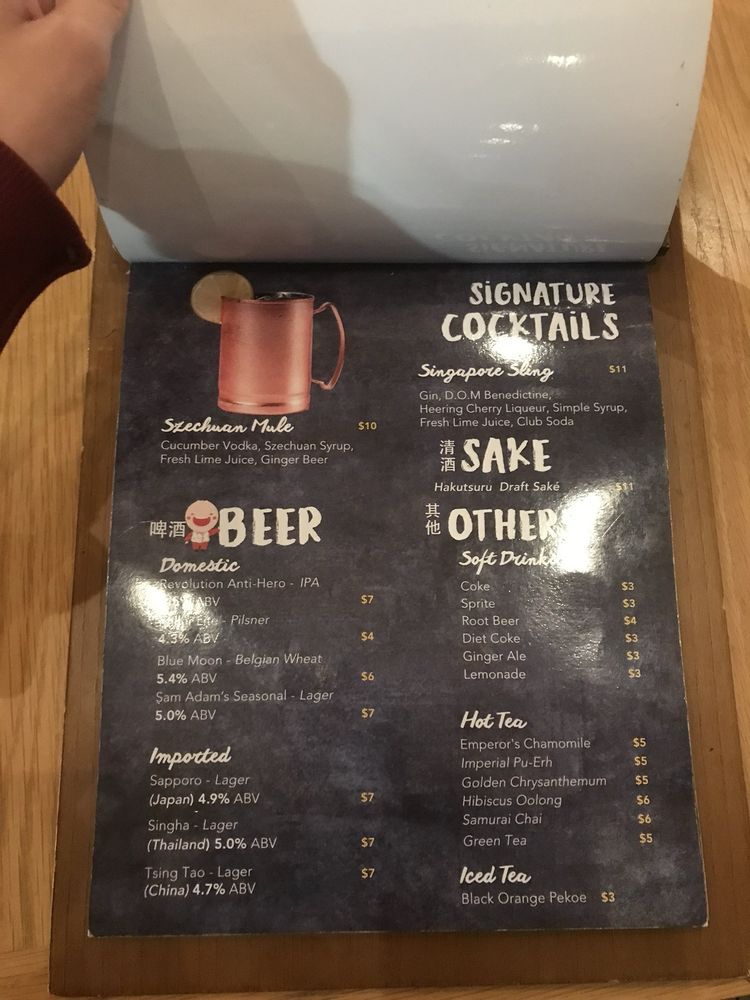 SIGNATURE
COCKTAILS
Szechuan Mule $10
Cucumber Vodka, Szechuan Syrup,
Fresh Lime Juice, Ginger Beer
Singapore Sling $11
Gin, D.O.M Benedictine,
Heering Cherry Liqueur, Simple Syrup,
Fresh Lime Juice, Club Soda
清酒 SAKE
Hakutsuru Draft Saké $11
啤酒 BEER
Domestic
Revolution Anti-Hero - IPA
ABV $7
- Pilsner
4.3% ABV $4
Blue Moon - Belgian Wheat
5.4% ABV $6
Sam Adam's Seasonal - Lager
5.0% ABV $7
Imported
Sapporo - Lager
(Japan) 4.9% ABV $7
Singha - Lager
(Thailand) 5.0% ABV $7
Tsing Tao - Lager $7
(China) 4.7% ABV
其他 OTHER
Soft Drinks
Coke $3
Sprite $3
Root Beer $4
Diet Coke $3
Ginger Ale $3
Lemonade $3
Hot Tea
Emperor's Chamomile $5
Imperial Pu-Erh $5
Golden Chrysanthemum $5
Hibiscus Oolong $6
Samurai Chai $6
Green Tea $5
Iced Tea
Black Orange Pekoe $3